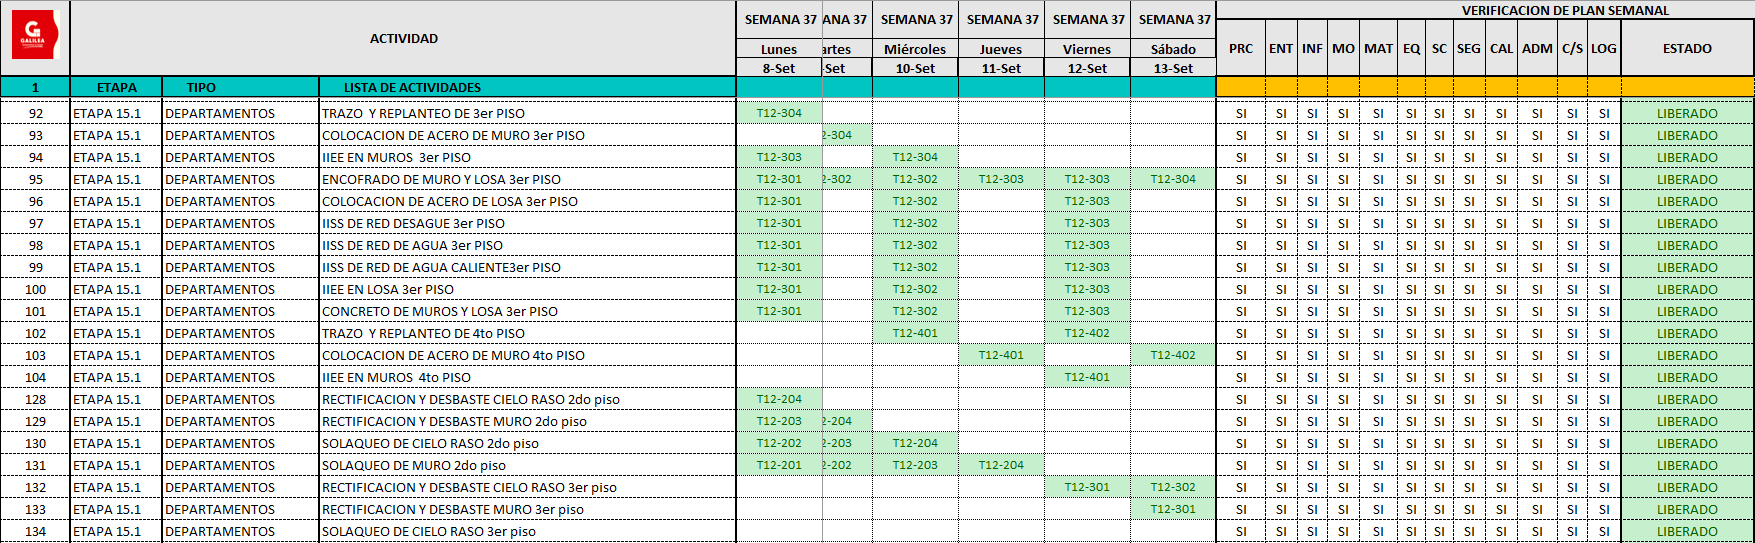 SEMANA 37 ANA 37 SEMANA 37 SEMANA 37 SEMANA 37 SEMANA 37 VERIFICACION DE PLAN SEMANAL
GALILEA
ACTIVIDAD
Lunes artes Miércoles Jueves Viernes Sábado PRC ENT INF MO MAT EQ SC SEG CAL ADM C/S LOG ESTADO
8-Set -Set 10-Set 11-Set 12-Set 13-Set
1 ETAPA TIPO LISTA DE ACTIVIDADES
92 ETAPA 15.1 DEPARTAMENTOS TRAZO Y REPLANTEO DE 3er PISO T12-304 SI SI SI SI SI SI SI SI SI SI SI SI LIBERADO
93 ETAPA 15.1 DEPARTAMENTOS COLOCACION DE ACERO DE MURO 3er PISO 2-304 SI SI SI SI SI SI SI SI SI SI SI SI LIBERADO
94 ETAPA 15.1 DEPARTAMENTOS IIEE EN MUROS 3er PISO T12-303 T12-304 SI SI SI SI SI SI SI SI SI SI SI SI LIBERADO
95 ETAPA 15.1 DEPARTAMENTOS ENCOFRADO DE MURO Y LOSA 3er PISO T12-301 2-302 T12-302 T12-303 T12-303 T12-304 SI SI SI SI SI SI SI SI SI SI SI SI LIBERADO
96 ETAPA 15.1 DEPARTAMENTOS COLOCACION DE ACERO DE LOSA 3er PISO T12-301 T12-302 T12-303 SI SI SI SI SI SI SI SI SI SI SI SI LIBERADO
97 ETAPA 15.1 DEPARTAMENTOS IISS DE RED DESAGUE 3er PISO T12-301 T12-302 T12-303 SI SI SI SI SI SI SI SI SI SI SI SI LIBERADO
98 ETAPA 15.1 DEPARTAMENTOS IISS DE RED DE AGUA 3er PISO T12-301 T12-302 T12-303 SI SI SI SI SI SI SI SI SI SI SI SI LIBERADO
99 ETAPA 15.1 DEPARTAMENTOS IISS DE RED DE AGUA CALIENTE3er PISO T12-301 T12-302 T12-303 SI SI SI SI SI SI SI SI SI SI SI SI LIBERADO
100 ETAPA 15.1 DEPARTAMENTOS IIEE EN LOSA 3er PISO T12-301 T12-302 T12-303 SI SI SI SI SI SI SI SI SI SI SI SI LIBERADO
101 ETAPA 15.1 DEPARTAMENTOS CONCRETO DE MUROS Y LOSA 3er PISO T12-301 T12-302 T12-303 SI SI SI SI SI SI SI SI SI SI SI SI LIBERADO
102 ETAPA 15.1 DEPARTAMENTOS TRAZO Y REPLANTEO DE 4to PISO T12-401 T12-402 SI SI SI SI SI SI SI SI SI SI SI SI LIBERADO
103 ETAPA 15.1 DEPARTAMENTOS COLOCACION DE ACERO DE MURO 4to PISO T12-401 T12-402 SI SI SI SI SI SI SI SI SI SI SI SI LIBERADO
104 ETAPA 15.1 DEPARTAMENTOS IIEE EN MUROS 4to PISO T12-401 SI SI SI SI SI SI SI SI SI SI SI SI LIBERADO
128 ETAPA 15.1 DEPARTAMENTOS RECTIFICACION Y DESBASTE CIELO RASO 2do piso T12-204 SI SI SI SI SI SI SI SI SI SI SI SI LIBERADO
129 ETAPA 15.1 DEPARTAMENTOS RECTIFICACION Y DESBASTE MURO 2do piso T12-203 2-204 SI SI SI SI SI SI SI SI SI SI SI SI LIBERADO
130 ETAPA 15.1 DEPARTAMENTOS SOLAQUEO DE CIELO RASO 2do piso T12-202 2-203 T12-204 SI SI SI SI SI SI SI SI SI SI SI SI LIBERADO
131 ETAPA 15.1 DEPARTAMENTOS SOLAQUEO DE MURO 2do piso T12-201 2-202 T12-203 T12-204 SI SI SI SI SI SI SI SI SI SI SI SI LIBERADO
132 ETAPA 15.1 DEPARTAMENTOS RECTIFICACION Y DESBASTE CIELO RASO 3er piso T12-301 T12-302 SI SI SI SI SI SI SI SI SI SI SI SI LIBERADO
133 ETAPA 15.1 DEPARTAMENTOS RECTIFICACION Y DESBASTE MURO 3er piso T12-301 SI SI SI SI SI SI SI SI SI SI SI SI LIBERADO
134 ETAPA 15.1 DEPARTAMENTOS SOLAQUEO DE CIELO RASO 3er piso SI SI SI SI SI SI SI SI SI SI SI SI LIBERADO